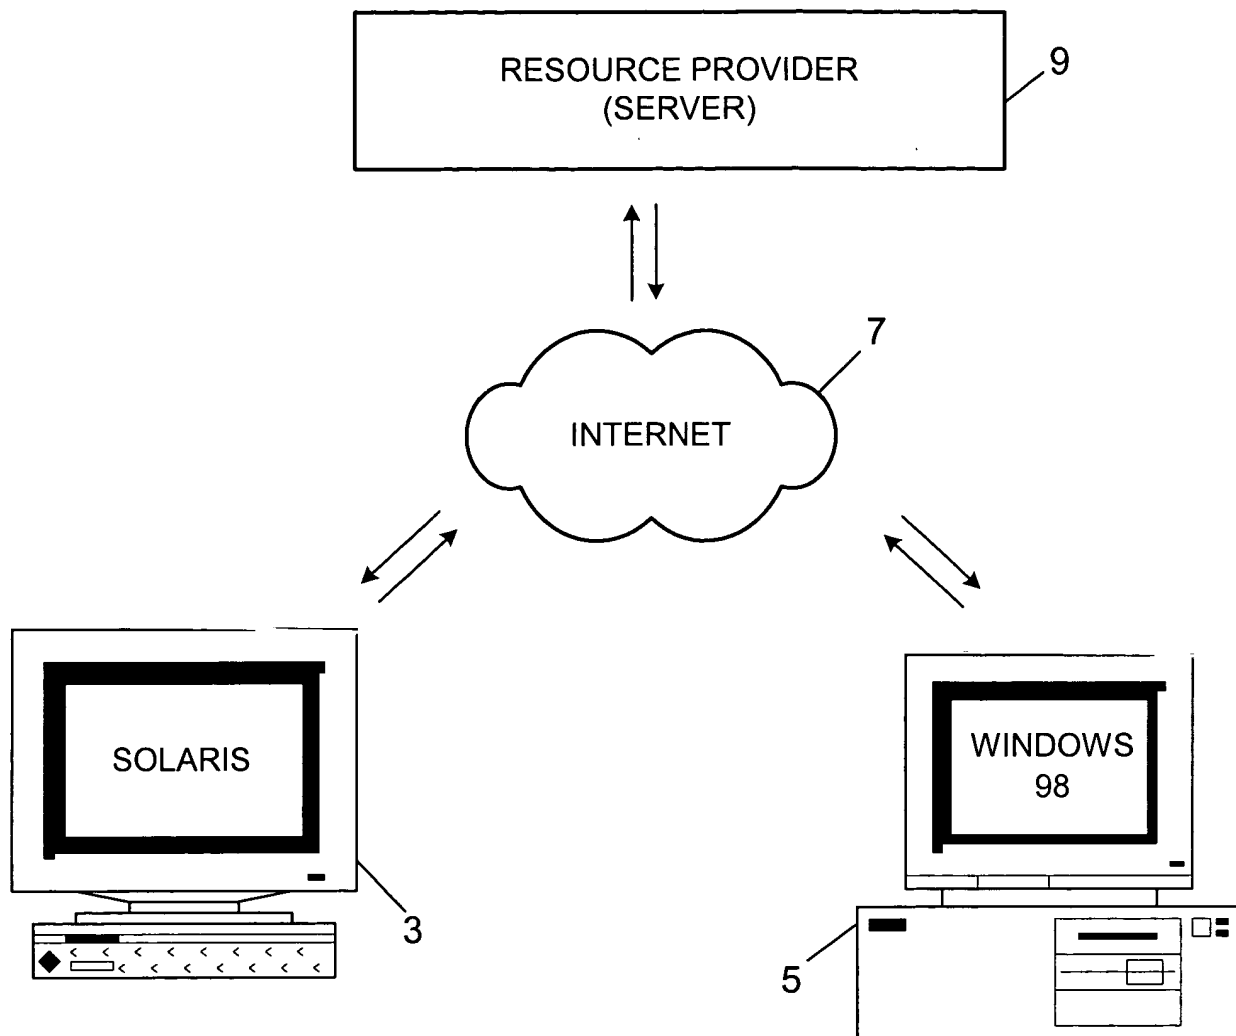 RESOURCE PROVIDER
(SERVER)
9
7
INTERNET
SOLARIS
WINDOWS
98
3
5